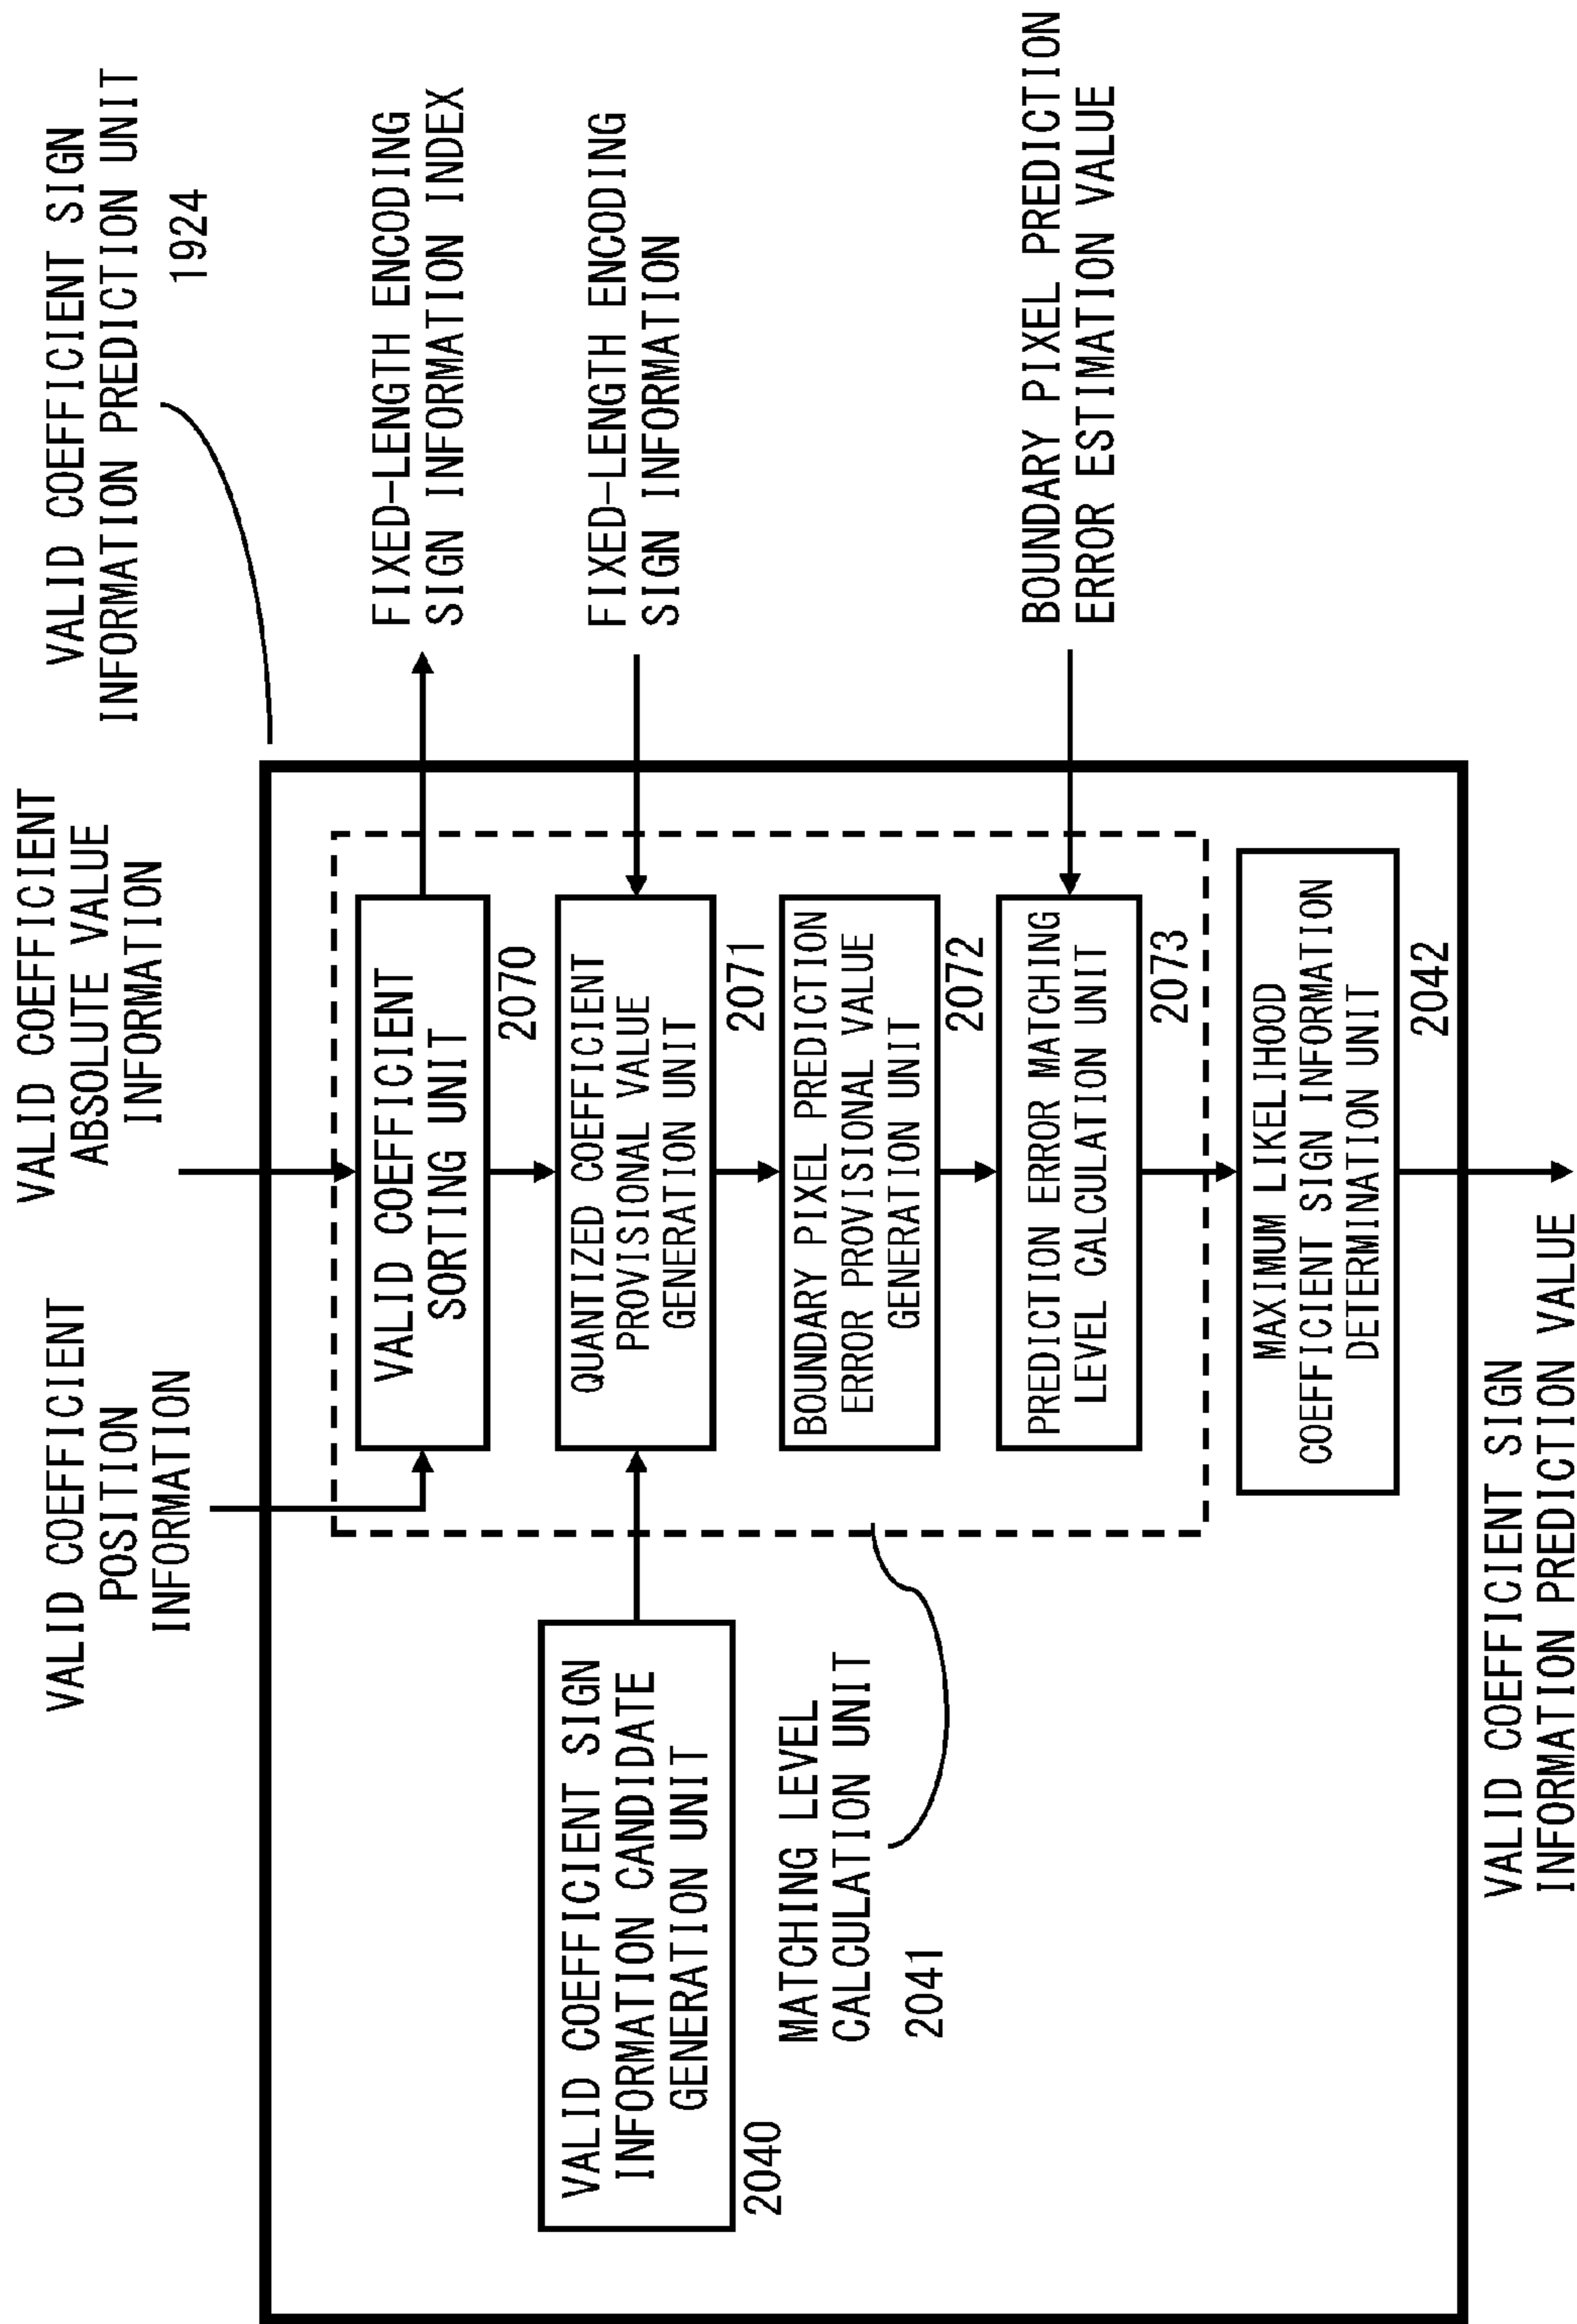 VALID COEFFICIENT SIGN
INFORMATION PREDICTION UNIT
1924
VALID COEFFICIENT
ABSOLUTE VALUE
INFORMATION
VALID COEFFICIENT
POSITION
INFORMATION
FIXED-LENGTH ENCODING
SIGN INFORMATION INDEX
FIXED-LENGTH ENCODING
SIGN INFORMATION
BOUNDARY PIXEL PREDICTION
ERROR ESTIMATION VALUE
VALID COEFFICIENT
SORTING UNIT
2070
QUANTIZED COEFFICIENT
PROVISIONAL VALUE
GENERATION UNIT
2071
BOUNDARY PIXEL PREDICTION
ERROR PROVISIONAL VALUE
GENERATION UNIT
2072
PREDICTION ERROR MATCHING
LEVEL CALCULATION UNIT
2073
MAXIMUM LIKELIHOOD
COEFFICIENT SIGN INFORMATION
DETERMINATION UNIT
2042
VALID COEFFICIENT SIGN
INFORMATION CANDIDATE
GENERATION UNIT
2040
MATCHING LEVEL
CALCULATION UNIT
2041
VALID COEFFICIENT SIGN
INFORMATION PREDICTION VALUE